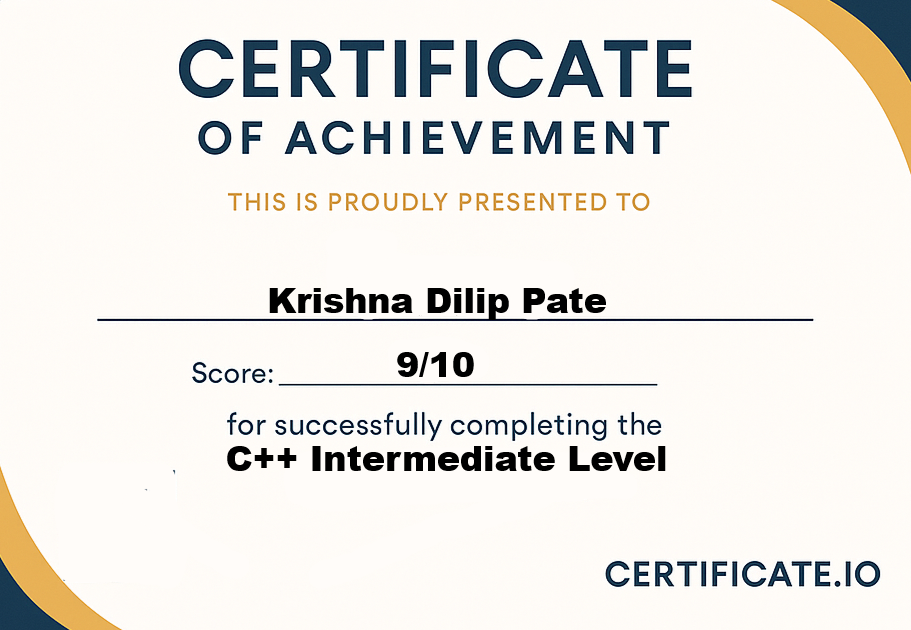 CERTIFICATE
OF ACHIEVEMENT
THIS IS PROUDLY PRESENTED TO
Krishna Dilip Pate
Score: 9/10
for successfully completing the
C++ Intermediate Level
CERTIFICATE.IO